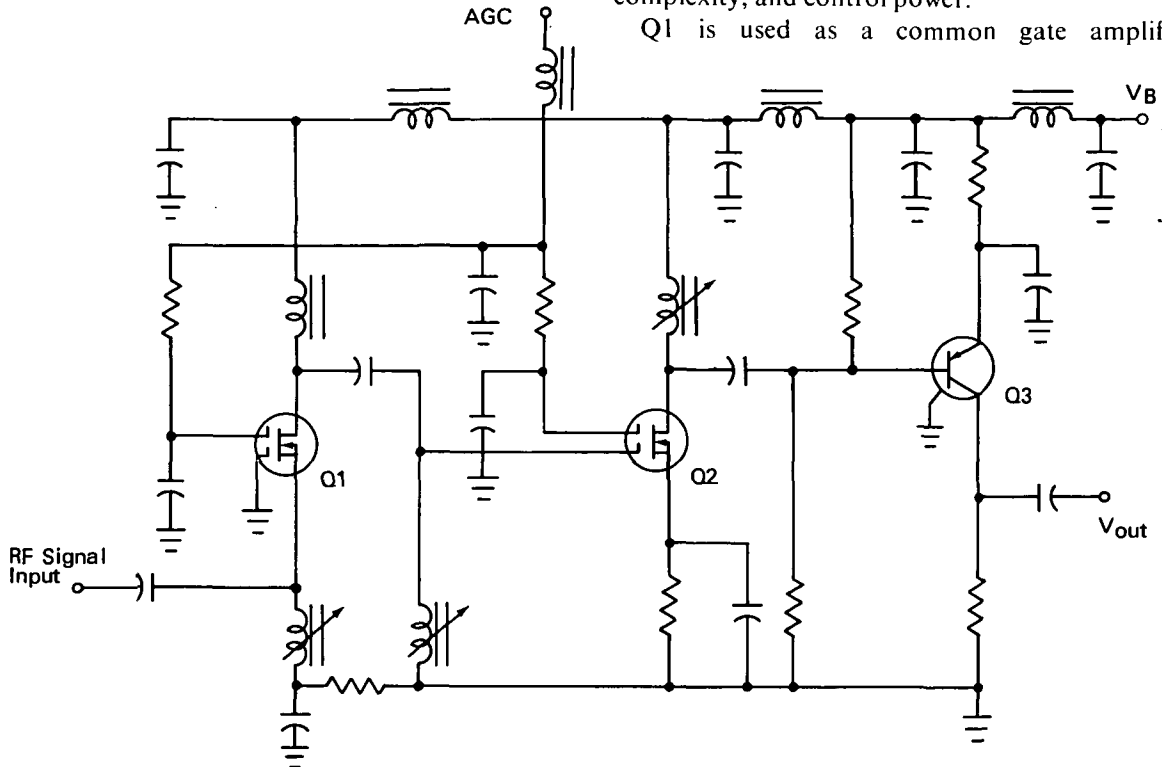 complexity, and control power.
Q1 is used as a common gate amplif
AGC
VB
Q1
Q2
Q3
RF Signal
Input
Vout